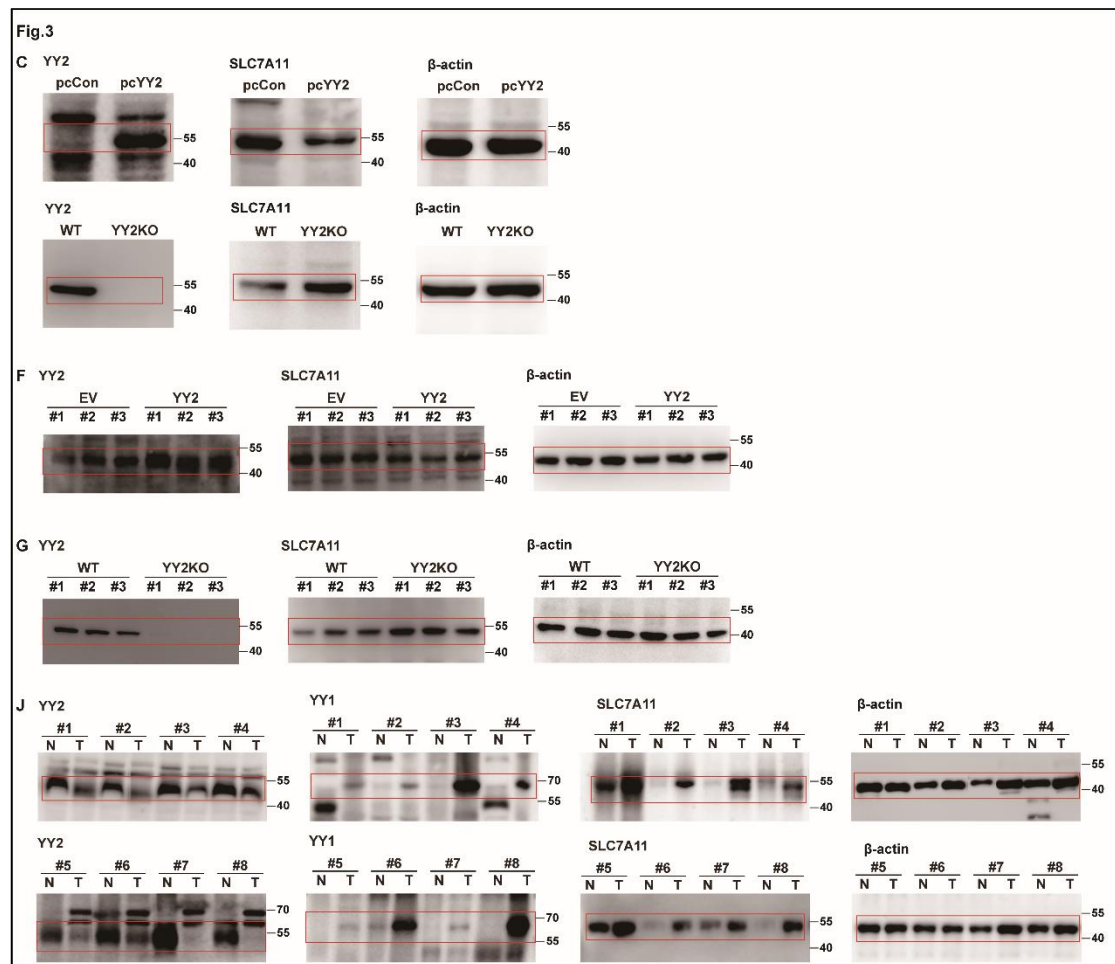 Fig.3
C YY2 SLC7A11 β-actin
pcCon pcYY2 pcCon pcYY2 pcCon pcYY2
55 55 55
40 40 40
YY2 SLC7A11 β-actin
WT YY2KO WT YY2KO WT YY2KO
55 55 55
40 40 40
F YY2 SLC7A11 β-actin
EV YY2 EV YY2 EV YY2
#1 #2 #3 #1 #2 #3 #1 #2 #3 #1 #2 #3 #1 #2 #3 #1 #2 #3
55 55 55
40 40 40
G YY2 SLC7A11 β-actin
WT YY2KO WT YY2KO WT YY2KO
#1 #2 #3 #1 #2 #3 #1 #2 #3 #1 #2 #3 #1 #2 #3 #1 #2 #3
55 55 55
40 40 40
J YY2 YY1 SLC7A11 β-actin
#1 #2 #3 #4 #1 #2 #3 #4 #1 #2 #3 #4 #1 #2 #3 #4
N T N T N T N T N T N T N T N T N T N T N T N T N T N T N T N T
55 70 55 55
40 55 40 40
YY2 YY1 SLC7A11 β-actin
#5 #6 #7 #8 #5 #6 #7 #8 #5 #6 #7 #8 #5 #6 #7 #8
N T N T N T N T N T N T N T N T N T N T N T N T N T N T N T N T
70 70 55 55
55 55 40 40